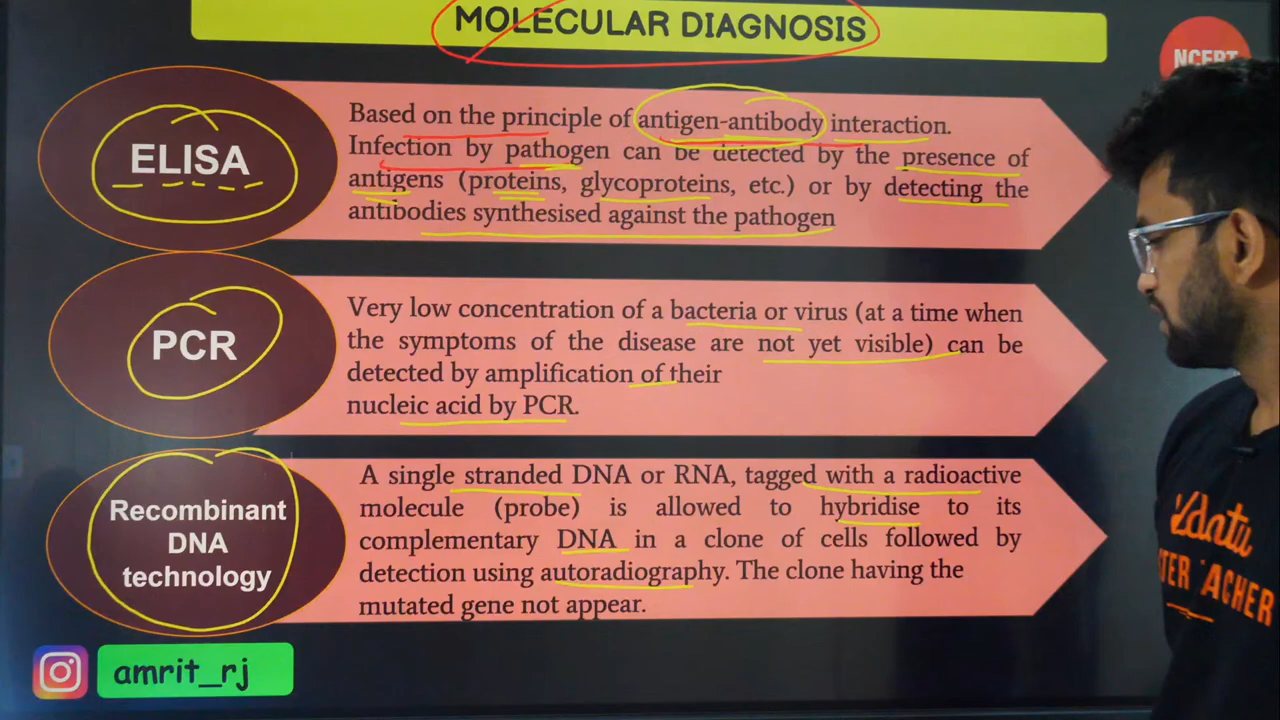 MOLECULAR DIAGNOSIS
NCERT
ELISA
Based on the principle of antigen-antibody interaction.
Infection by pathogen can be detected by the presence of
antigens (proteins, glycoproteins, etc.) or by detecting the
antibodies synthesised against the pathogen
PCR
Very low concentration of a bacteria or virus (at a time when
the symptoms of the disease are not yet visible) can be
detected by amplification of their
nucleic acid by PCR.
Recombinant
DNA
technology
A single stranded DNA or RNA, tagged with a radioactive
molecule (probe) is allowed to hybridise to its
complementary DNA in a clone of cells followed by
detection using autoradiography. The clone having the
mutated gene not appear.
amrit_rj